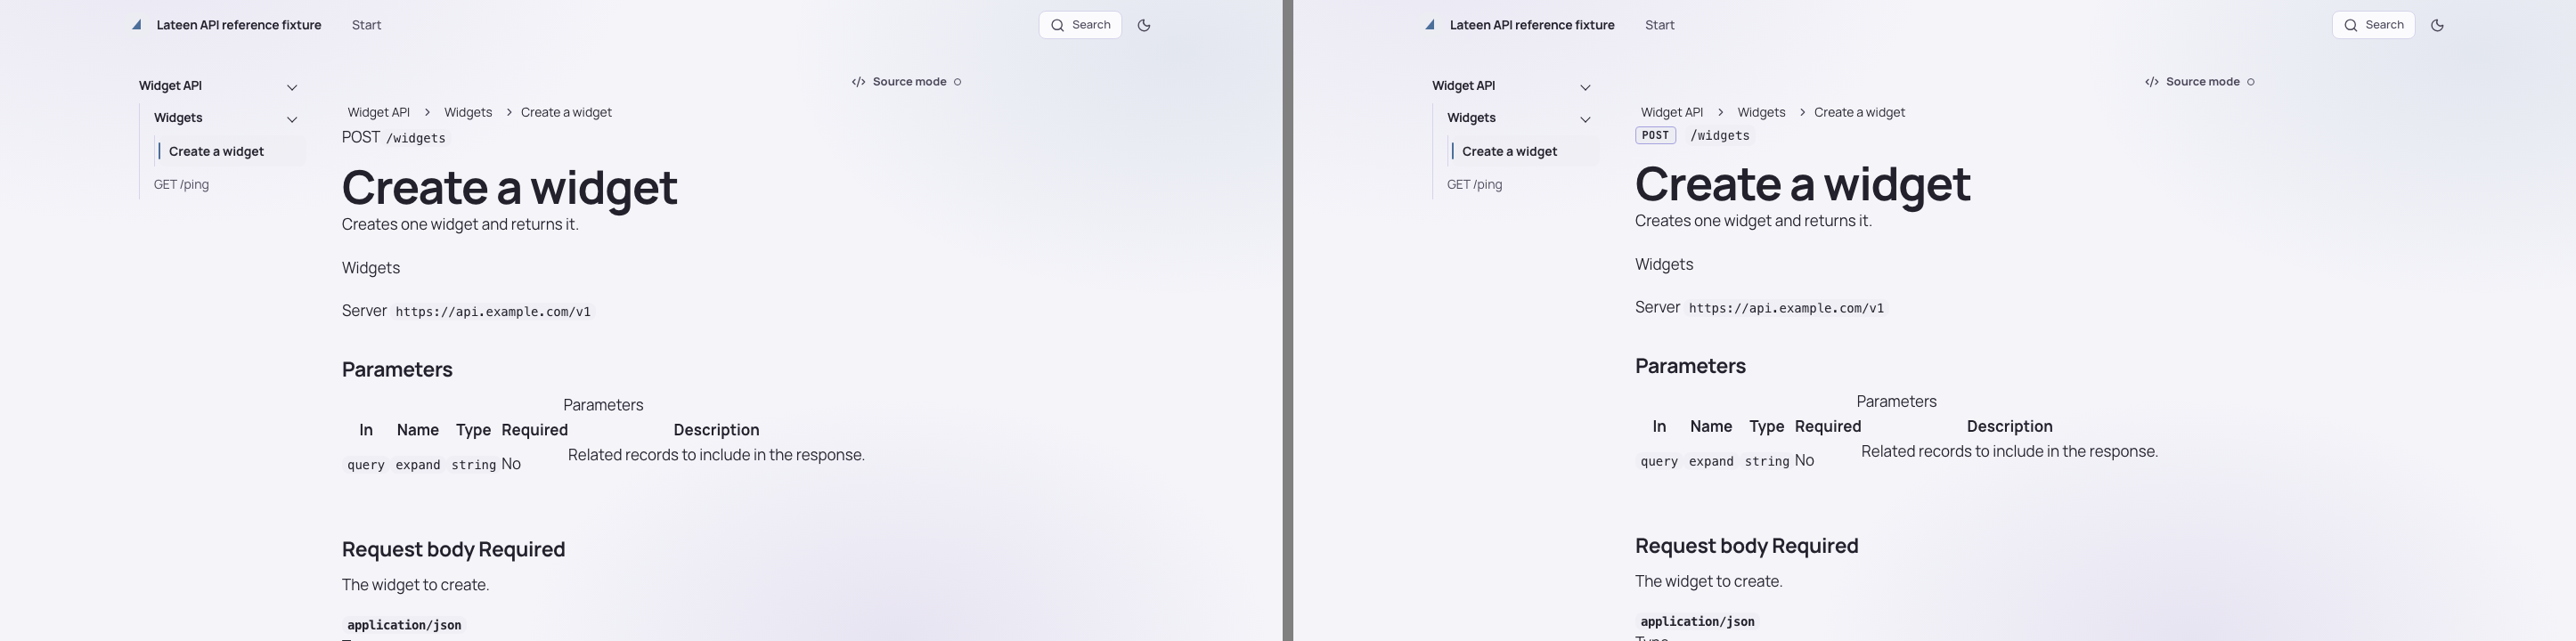 Lateen API reference fixture Start Search
Widget API
Source mode
Widgets
Create a widget
GET /ping
Widget API > Widgets > Create a widget
POST /widgets
Create a widget
Creates one widget and returns it.
Widgets
Server https://api.example.com/v1
Parameters
Parameters
In Name Type Required Description
query expand string No Related records to include in the response.
Request body Required
The widget to create.
application/json
Lateen API reference fixture Start Search
Widget API
Source mode
Widgets
Create a widget
GET /ping
Widget API > Widgets > Create a widget
POST /widgets
Create a widget
Creates one widget and returns it.
Widgets
Server https://api.example.com/v1
Parameters
Parameters
In Name Type Required Description
query expand string No Related records to include in the response.
Request body Required
The widget to create.
application/json